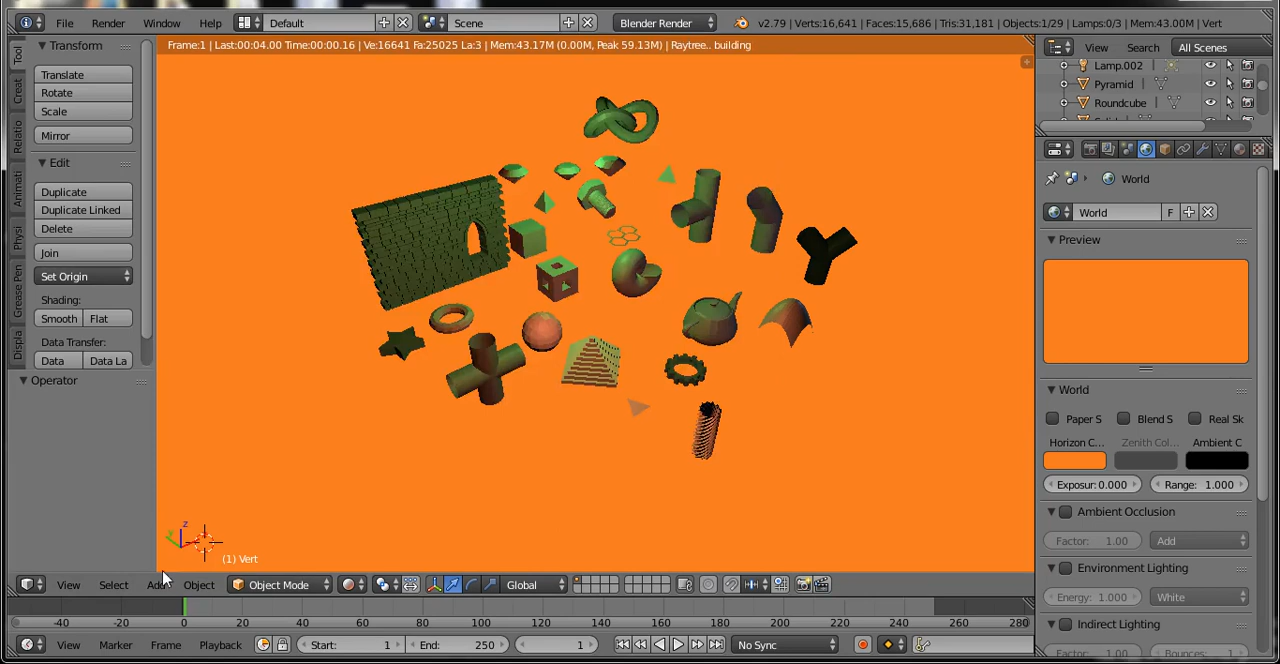 File Render Window Help Default Scene Blender Render v2.79 | Verts:16,641 | Faces:15,686 | Tris:31,181 | Objects:1/29 | Lamps:0/3 | Mem:43.00M | Vert
Frame:1 | Last:00:04.00 Time:00:00.16 | Ve:16641 Fa:25025 La:3 | Mem:43.17M (0.00M, Peak 59.13M) | Raytree.. building
Tool
Creat
Relatio
Animati
Physi
Grease Pen
Displa
Transform
Translate
Rotate
Scale
Mirror
Edit
Duplicate
Duplicate Linked
Delete
Join
Set Origin
Shading:
Smooth Flat
Data Transfer:
Data Data La
Operator
z
(1) Vert
View Select Add Object Object Mode Global
-40 -20 0 20 40 60 80 100 120 140 160 180 200 220 240 260 280
View Marker Frame Playback Start: 1 End: 250 1 No Sync
View Search All Scenes
Lamp.002
Pyramid
Roundcube
World
World F
Preview
World
Paper S Blend S Real Sk
Horizon C... Zenith Col... Ambient C
Exposur: 0.000 Range: 1.000
Ambient Occlusion
Factor: 1.00 Add
Environment Lighting
Energy: 1.000 White
Indirect Lighting
Factor: 1.00 Bounces: 1